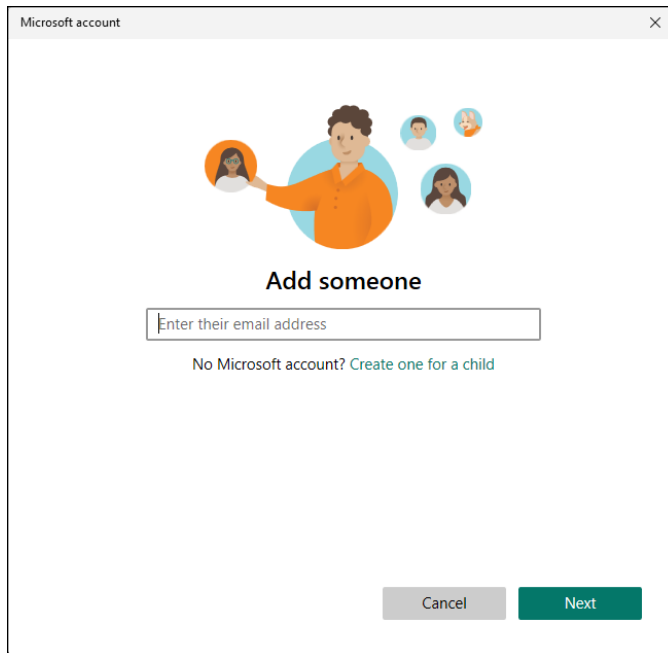 Microsoft account
Add someone
Enter their email address
No Microsoft account? Create one for a child
Cancel
Next